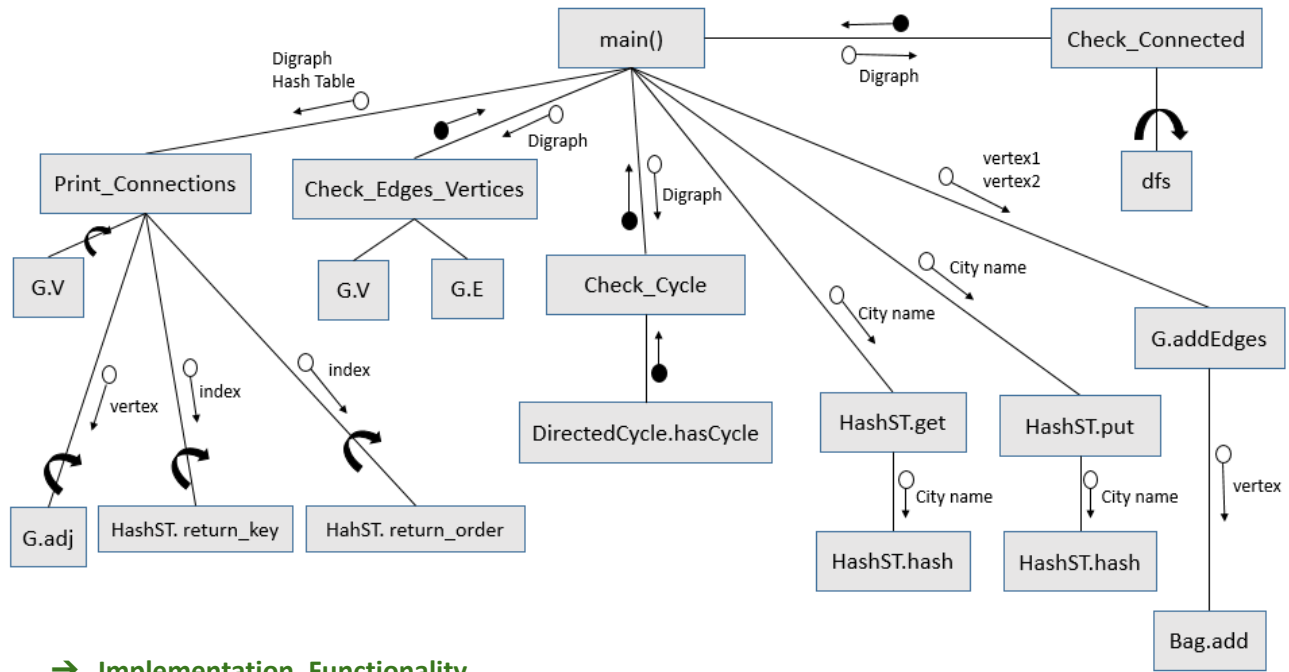 main()
Check_Connected
Digraph
Digraph
Hash Table
Digraph
vertex1
vertex2
dfs
Print_Connections
Check_Edges_Vertices
Digraph
G.V
G.V
G.E
Check_Cycle
City name
City name
G.addEdges
vertex
index
index
DirectedCycle.hasCycle
HashST.get
HashST.put
vertex
City name
City name
G.adj
HashST. return_key
HahST. return_order
HashST.hash
HashST.hash
Bag.add
→ Implementation Functionality